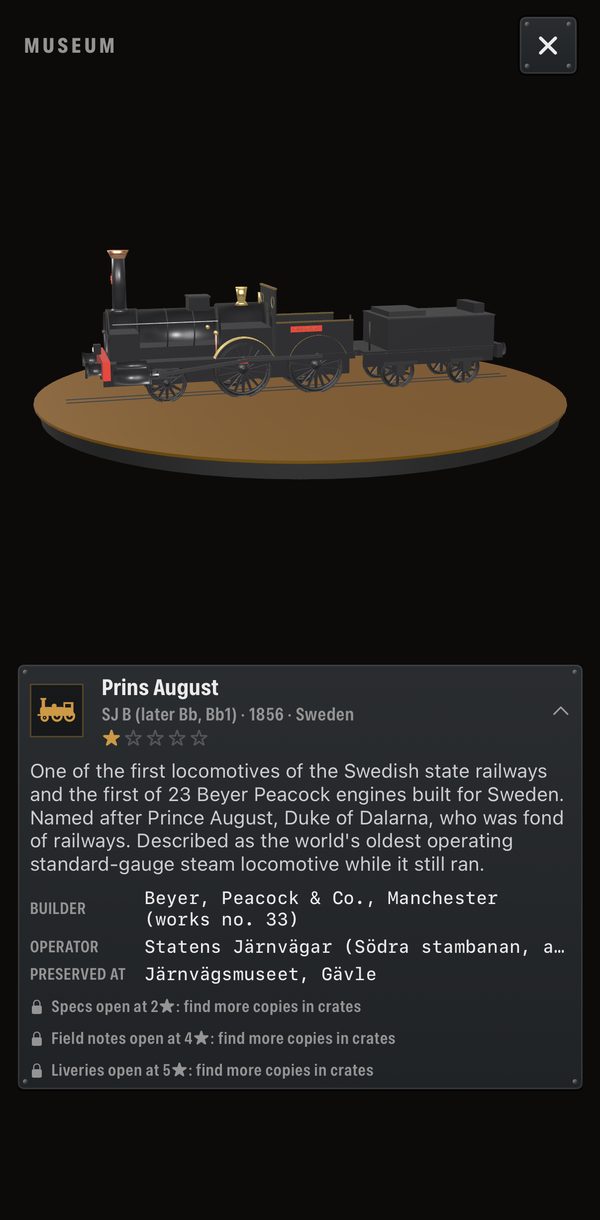 MUSEUM
Prins August
SJ B (later Bb, Bb1) · 1856 · Sweden
One of the first locomotives of the Swedish state railways
and the first of 23 Beyer Peacock engines built for Sweden.
Named after Prince August, Duke of Dalarna, who was fond
of railways. Described as the world's oldest operating
standard-gauge steam locomotive while it still ran.
BUILDER
Beyer, Peacock & Co., Manchester
(works no. 33)
OPERATOR
Statens Järnvägar (Södra stambanan, a…
PRESERVED AT
Järnvägsmuseet, Gävle
Specs open at 2★: find more copies in crates
Field notes open at 4★: find more copies in crates
Liveries open at 5★: find more copies in crates